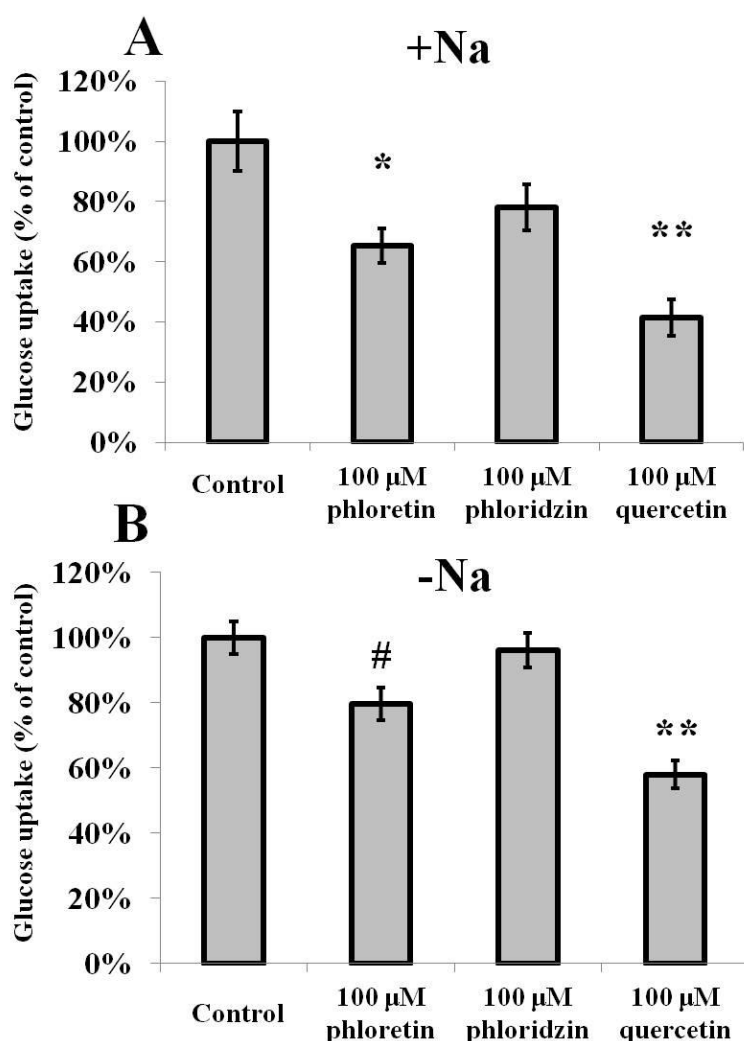 A
+Na
Glucose uptake (% of control)
120%
100%
80%
60%
40%
20%
0%
*
**
Control
100 μM
phloretin
100 μM
phloridzin
100 μM
quercetin
B
-Na
Glucose uptake (% of control)
120%
100%
80%
60%
40%
20%
0%
#
**
Control
100 μM
phloretin
100 μM
phloridzin
100 μM
quercetin